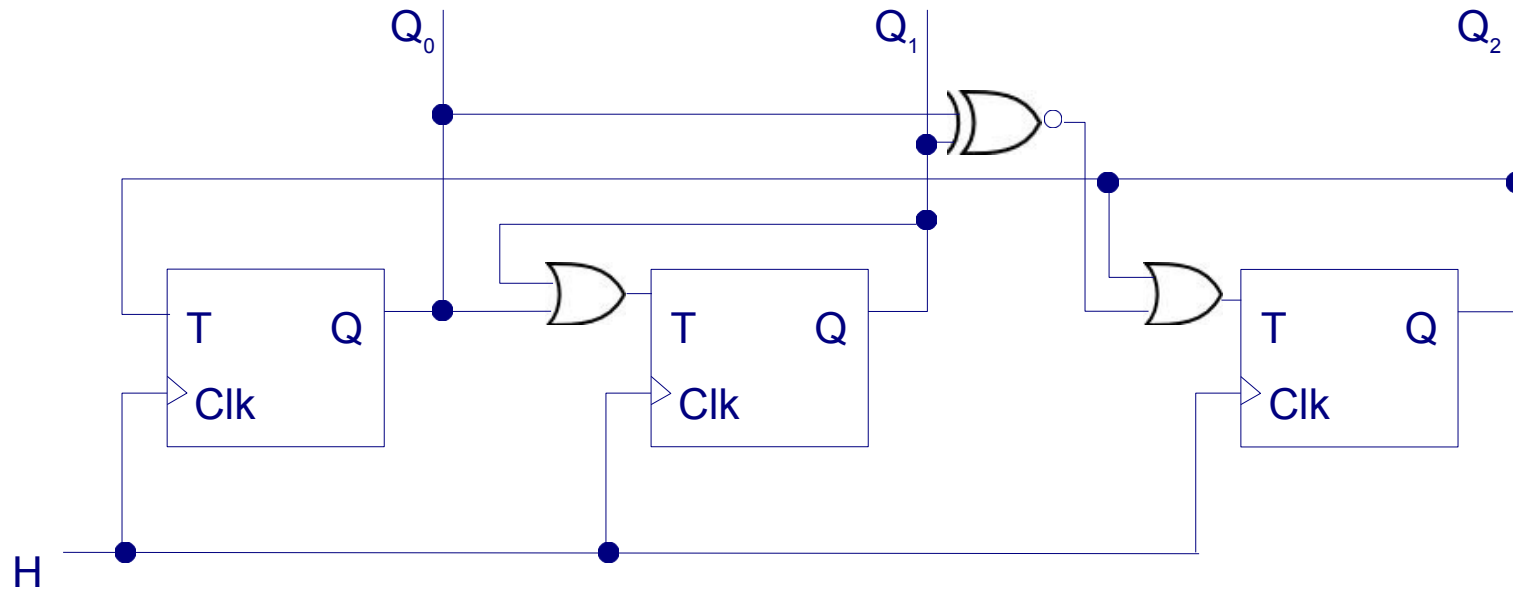 Q₀ Q₁ Q₂
T Q T Q T Q
Clk Clk Clk
H